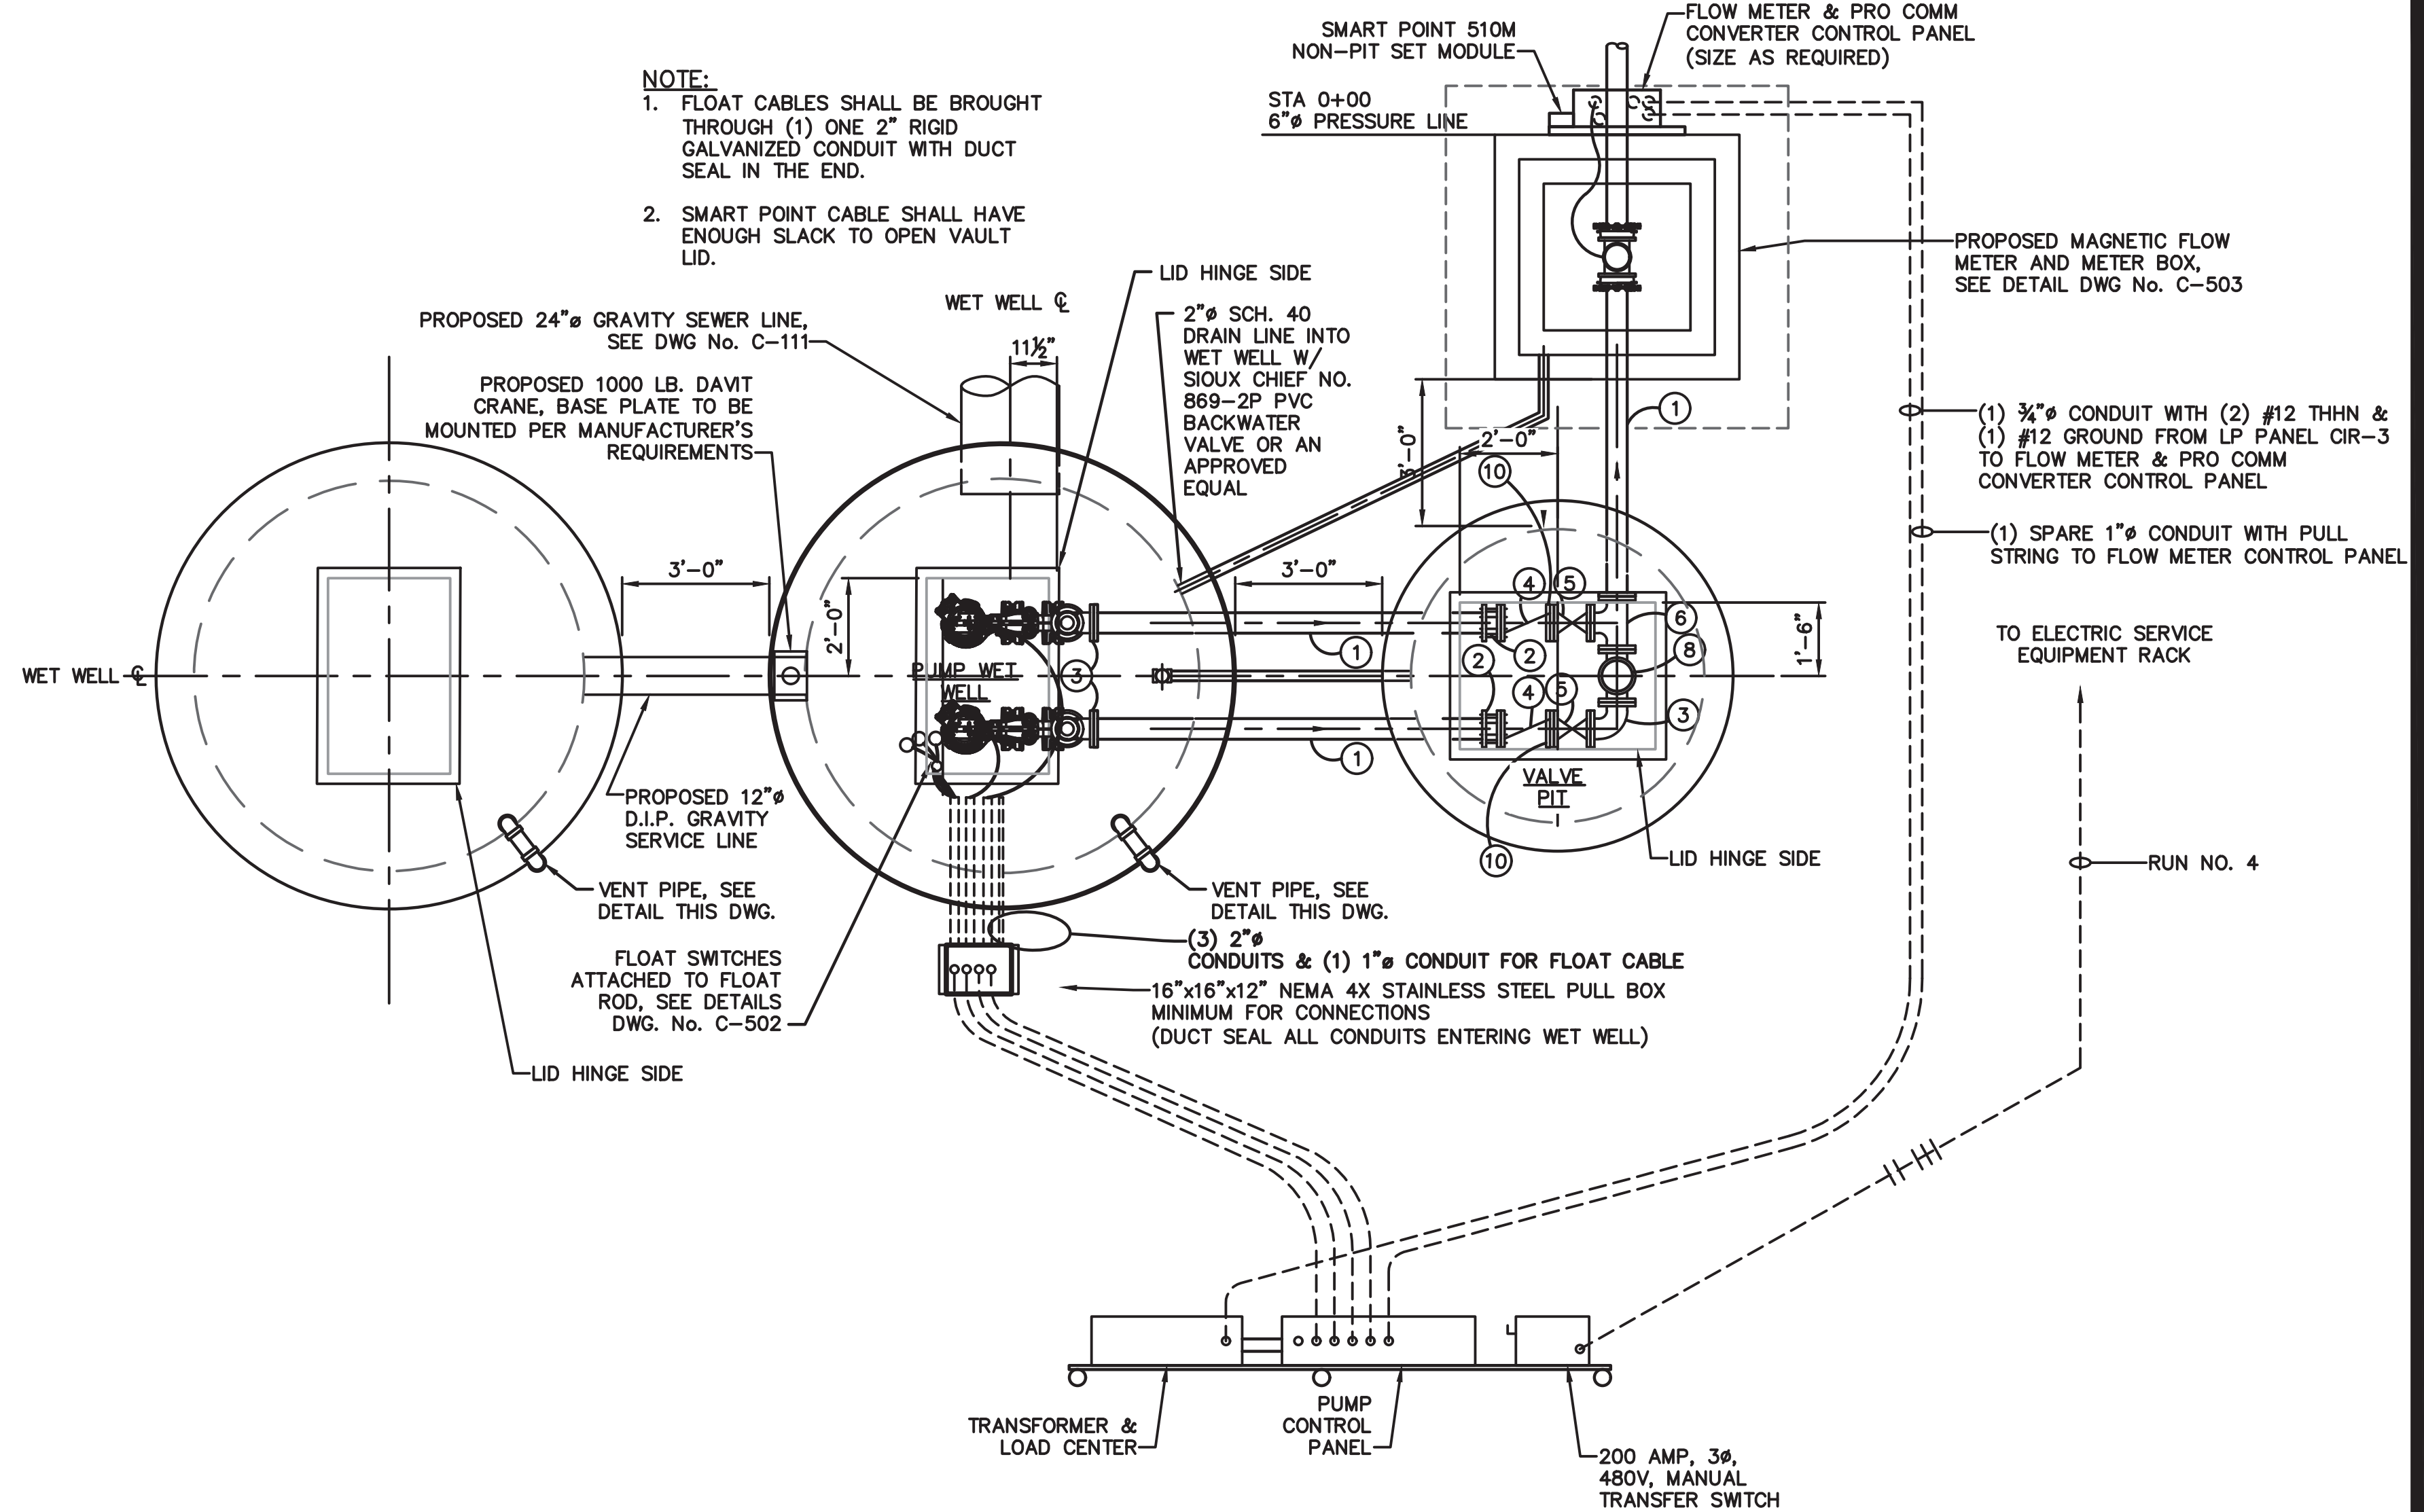 FLOW METER & PRO COMM
CONVERTER CONTROL PANEL
(SIZE AS REQUIRED)
SMART POINT 510M
NON-PIT SET MODULE
NOTE:
1. FLOAT CABLES SHALL BE BROUGHT
THROUGH (1) ONE 2" RIGID
GALVANIZED CONDUIT WITH DUCT
SEAL IN THE END.
2. SMART POINT CABLE SHALL HAVE
ENOUGH SLACK TO OPEN VAULT
LID.
STA 0+00
6"ø PRESSURE LINE
PROPOSED MAGNETIC FLOW
METER AND METER BOX,
SEE DETAIL DWG No. C-503
LID HINGE SIDE
WET WELL ℄
PROPOSED 24"ø GRAVITY SEWER LINE,
SEE DWG No. C-111
11½"
2"ø SCH. 40
DRAIN LINE INTO
WET WELL W/
SIOUX CHIEF NO.
869-2P PVC
BACKWATER
VALVE OR AN
APPROVED
EQUAL
PROPOSED 1000 LB. DAVIT
CRANE, BASE PLATE TO BE
MOUNTED PER MANUFACTURER'S
REQUIREMENTS
1
(1) ¾"ø CONDUIT WITH (2) #12 THHN &
(1) #12 GROUND FROM LP PANEL CIR-3
TO FLOW METER & PRO COMM
CONVERTER CONTROL PANEL
3'-0"
2'-0"
10
(1) SPARE 1"ø CONDUIT WITH PULL
STRING TO FLOW METER CONTROL PANEL
3'-0"
3'-0"
2'-0"
4
5
6
1'-6"
TO ELECTRIC SERVICE
EQUIPMENT RACK
1
2
2
8
WET WELL ℄
PUMP WET
WELL
3
4
5
3
1
VALVE
PIT
10
PROPOSED 12"ø
D.I.P. GRAVITY
SERVICE LINE
LID HINGE SIDE
RUN NO. 4
VENT PIPE, SEE
DETAIL THIS DWG.
VENT PIPE, SEE
DETAIL THIS DWG.
(3) 2"ø
CONDUITS & (1) 1"ø CONDUIT FOR FLOAT CABLE
FLOAT SWITCHES
ATTACHED TO FLOAT
ROD, SEE DETAILS
DWG. No. C-502
16"x16"x12" NEMA 4X STAINLESS STEEL PULL BOX
MINIMUM FOR CONNECTIONS
(DUCT SEAL ALL CONDUITS ENTERING WET WELL)
LID HINGE SIDE
TRANSFORMER &
LOAD CENTER
PUMP
CONTROL
PANEL
200 AMP, 3ø,
480V, MANUAL
TRANSFER SWITCH